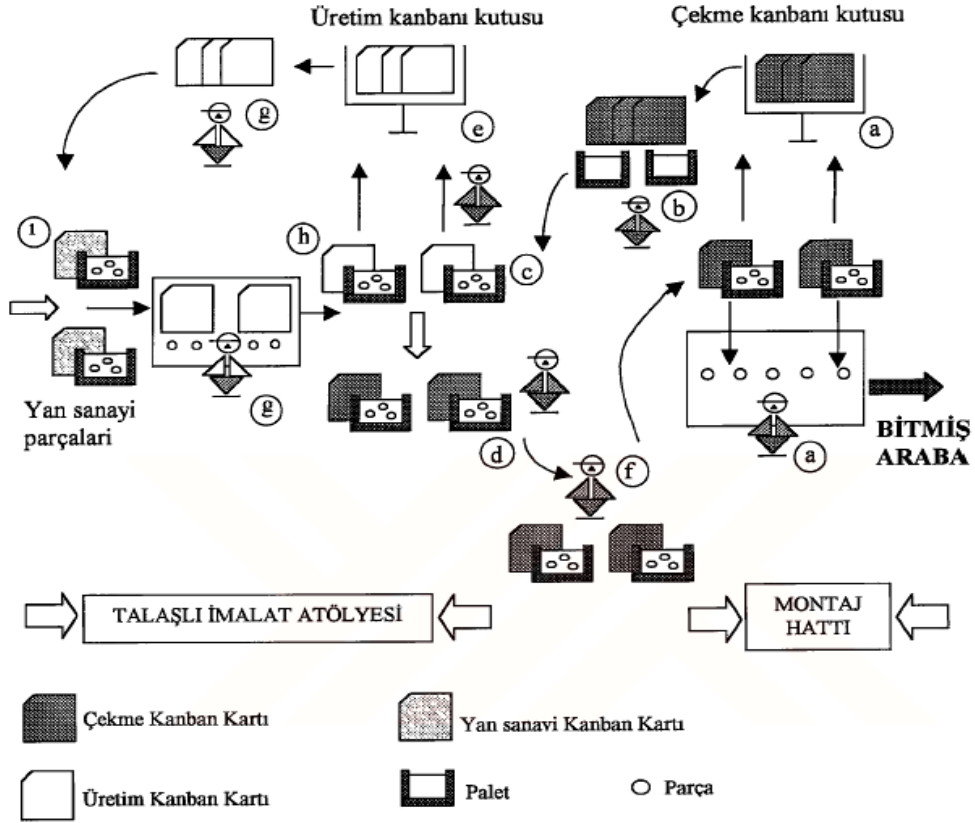 Üretim kanbanı kutusu
Çekme kanbanı kutusu
g
e
a
b
1
h
c
g
Yan sanayi
parçalari
d
f
a
BİTMİŞ
ARABA
TALAŞLI İMALAT ATÖLYESİ
MONTAJ
HATTI
Çekme Kanban Kartı
Yan sanavi Kanban Kartı
Üretim Kanban Kartı
Palet
Parça